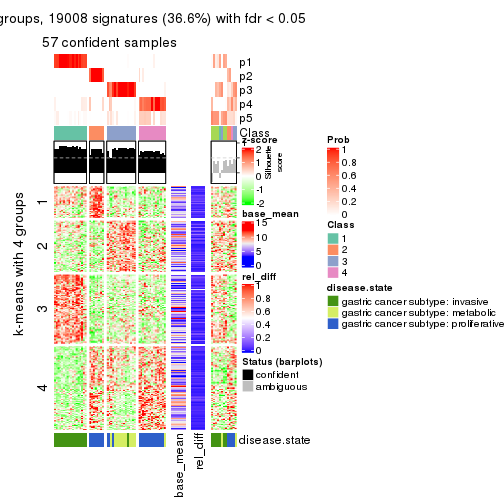 groups, 19008 signatures (36.6%) with fdr < 0.05
57 confident samples
p1
p2
p3
p4
p5
Class
z-score
2
1
0
-1
-2
Silhouette
score
base_mean
15
10
5
0
rel_diff
1
0.8
0.6
0.4
0.2
0
Status (barplots)
confident
ambiguous
Prob
1
0.8
0.6
0.4
0.2
0
Class
1
2
3
4
disease.state
gastric cancer subtype: invasive
gastric cancer subtype: metabolic
gastric cancer subtype: proliferative
k-means with 4 groups
1
2
3
4
disease.state
base_mean
rel_diff